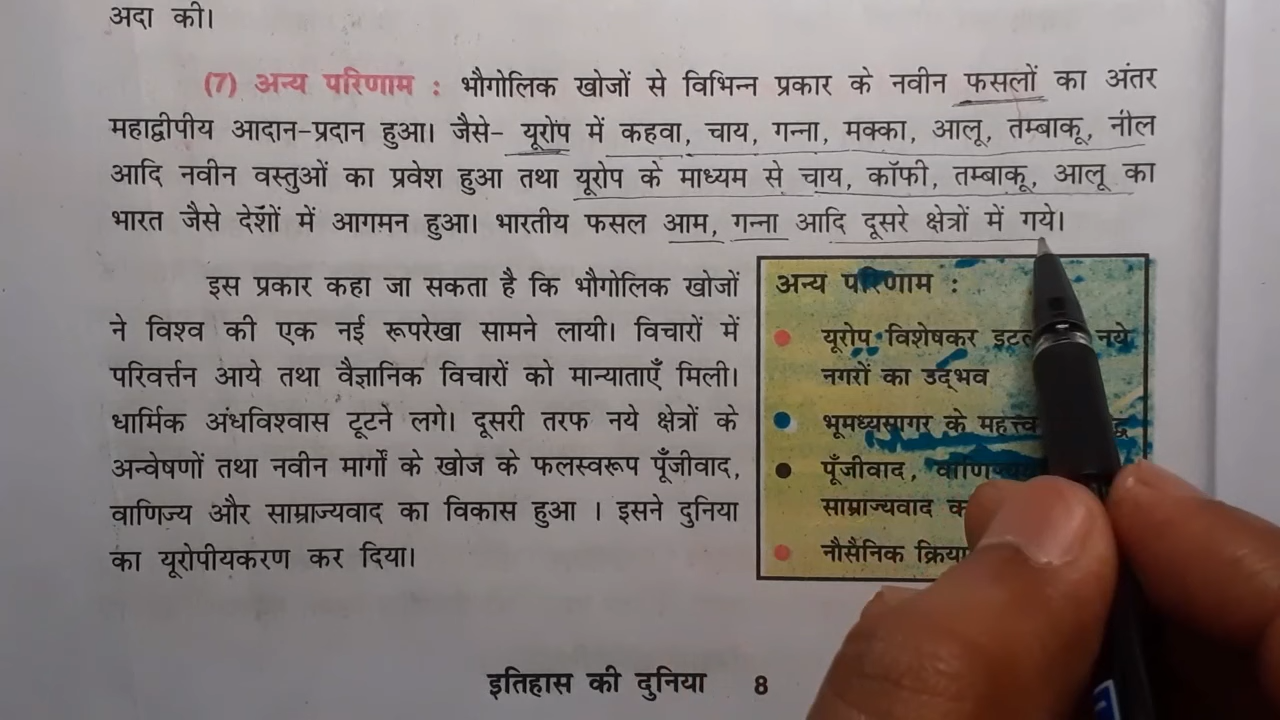 अदा की।
(7) अन्य परिणाम : भौगोलिक खोजों से विभिन्न प्रकार के नवीन फसलों का अंतर
महाद्वीपीय आदान-प्रदान हुआ। जैसे- यूरोप में कहवा, चाय, गन्ना, मक्का, आलू, तम्बाकू, नील
आदि नवीन वस्तुओं का प्रवेश हुआ तथा यूरोप के माध्यम से चाय, कॉफी, तम्बाकू, आलू का
भारत जैसे देशों में आगमन हुआ। भारतीय फसल आम, गन्ना आदि दूसरे क्षेत्रों में गये।
इस प्रकार कहा जा सकता है कि भौगोलिक खोजों
ने विश्व की एक नई रूपरेखा सामने लायी। विचारों में
परिवर्त्तन आये तथा वैज्ञानिक विचारों को मान्यताएँ मिली।
धार्मिक अंधविश्वास टूटने लगे। दूसरी तरफ नये क्षेत्रों के
अन्वेषणों तथा नवीन मार्गों के खोज के फलस्वरूप पूँजीवाद,
वाणिज्य और साम्राज्यवाद का विकास हुआ । इसने दुनिया
का यूरोपीयकरण कर दिया।
अन्य परिणाम :
यूरोप विशेषकर नये
नगरों का उद्भव
भूमध्यसागर के महत्त्व
पूँजीवाद,
साम्राज्यवाद
नौसैनिक
इतिहास की दुनिया 8